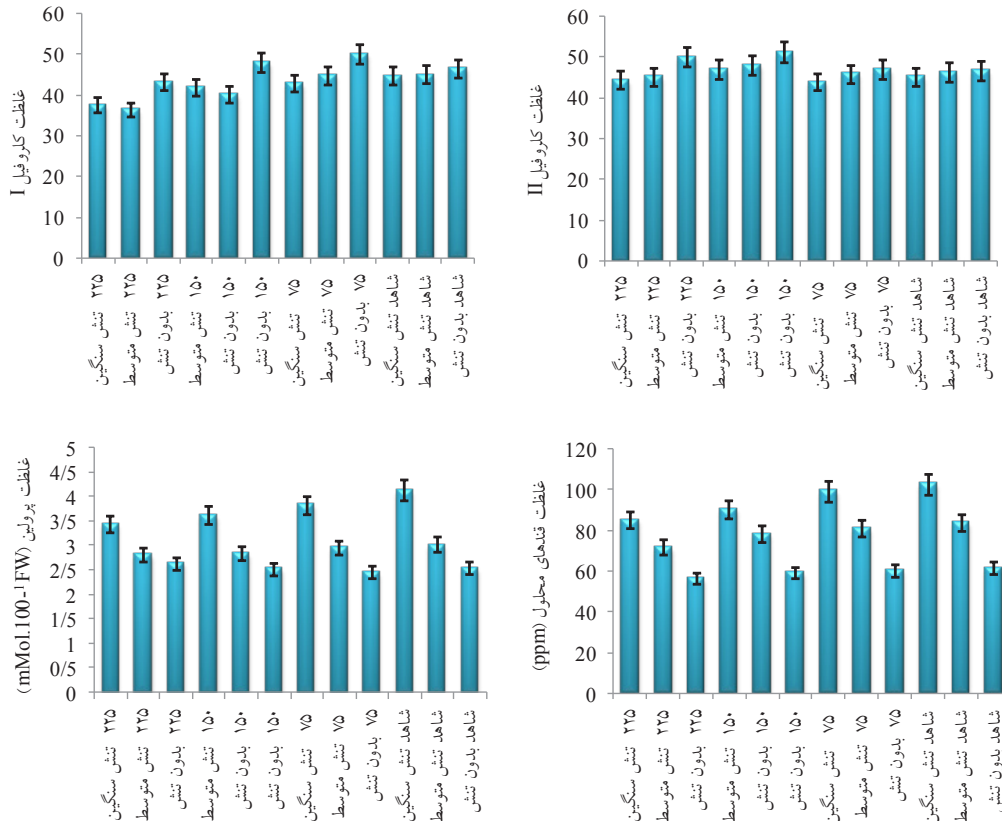 غلظت کلروفیل I
60
50
40
30
20
10
0
۲۲۵ تنش سنگین
۲۲۵ تنش متوسط
۲۲۵ بدون تنش
۱۵۰ تنش متوسط
۱۵۰ بدون تنش
۱۵۰ بدون تنش
۷۵ تنش سنگین
۷۵ تنش متوسط
۷۵ بدون تنش
شاهد تنش سنگین
شاهد تنش متوسط
شاهد بدون تنش
غلظت کلروفیل II
60
50
40
30
20
10
0
۲۲۵ تنش سنگین
۲۲۵ تنش متوسط
۲۲۵ بدون تنش
۱۵۰ تنش متوسط
۱۵۰ بدون تنش
۱۵۰ بدون تنش
۷۵ تنش سنگین
۷۵ تنش متوسط
۷۵ بدون تنش
شاهد تنش سنگین
شاهد تنش متوسط
شاهد بدون تنش
غلظت پرولین (mMol.100-¹ FW)
5
4/5
4
3/5
3
2/5
2
1/5
1
0/5
0
۲۲۵ تنش سنگین
۲۲۵ تنش متوسط
۲۲۵ بدون تنش
۱۵۰ تنش متوسط
۱۵۰ بدون تنش
۱۵۰ بدون تنش
۷۵ تنش سنگین
۷۵ تنش متوسط
۷۵ بدون تنش
شاهد تنش سنگین
شاهد تنش متوسط
شاهد بدون تنش
غلظت قندهای محلول (ppm)
120
100
80
60
40
20
0
۲۲۵ تنش سنگین
۲۲۵ تنش متوسط
۲۲۵ بدون تنش
۱۵۰ تنش متوسط
۱۵۰ بدون تنش
۱۵۰ بدون تنش
۷۵ تنش سنگین
۷۵ تنش متوسط
۷۵ بدون تنش
شاهد تنش سنگین
شاهد تنش متوسط
شاهد بدون تنش